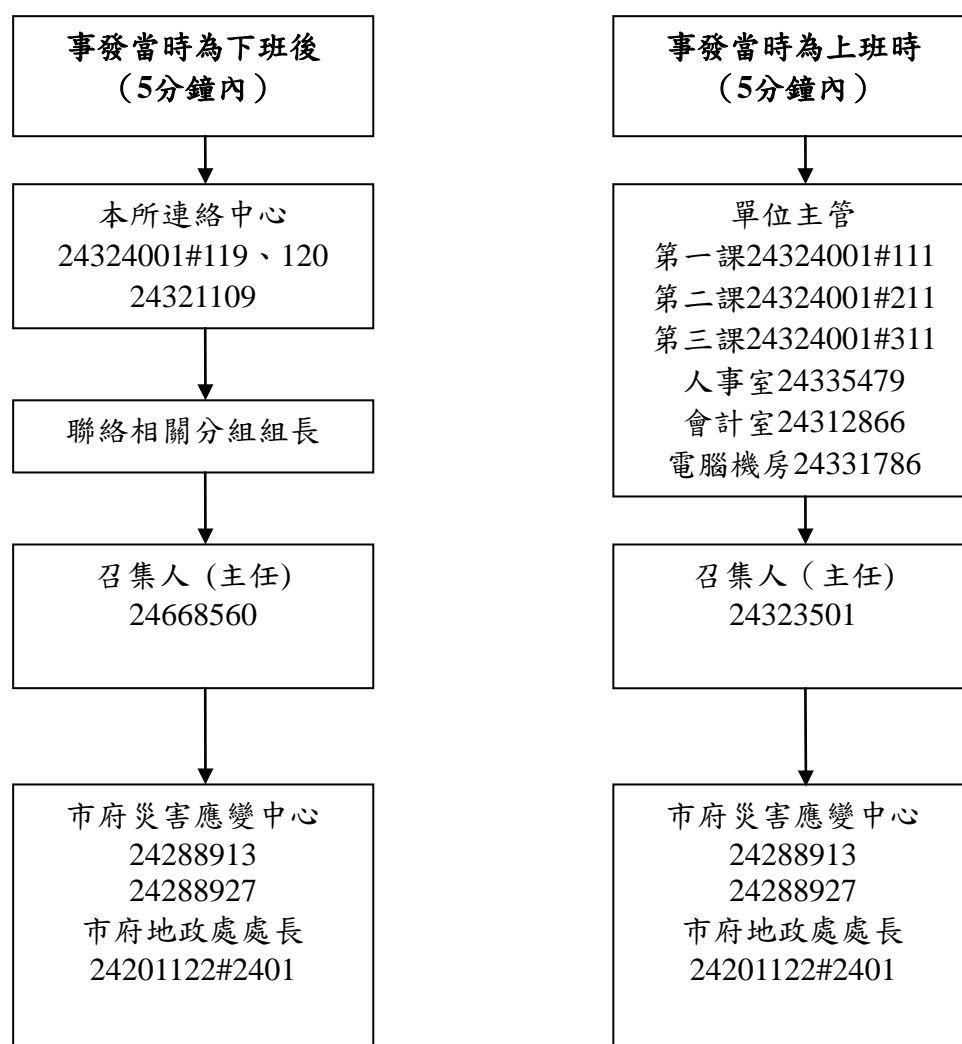 事發當時為下班後
（5分鐘內）
本所連絡中心
24324001#119、120
24321109
聯絡相關分組組長
召集人 (主任)
24668560
市府災害應變中心
24288913
24288927
市府地政處處長
24201122#2401
事發當時為上班時
（5分鐘內）
單位主管
第一課24324001#111
第二課24324001#211
第三課24324001#311
人事室24335479
會計室24312866
電腦機房24331786
召集人（主任)
24323501
市府災害應變中心
24288913
24288927
市府地政處處長
24201122#2401